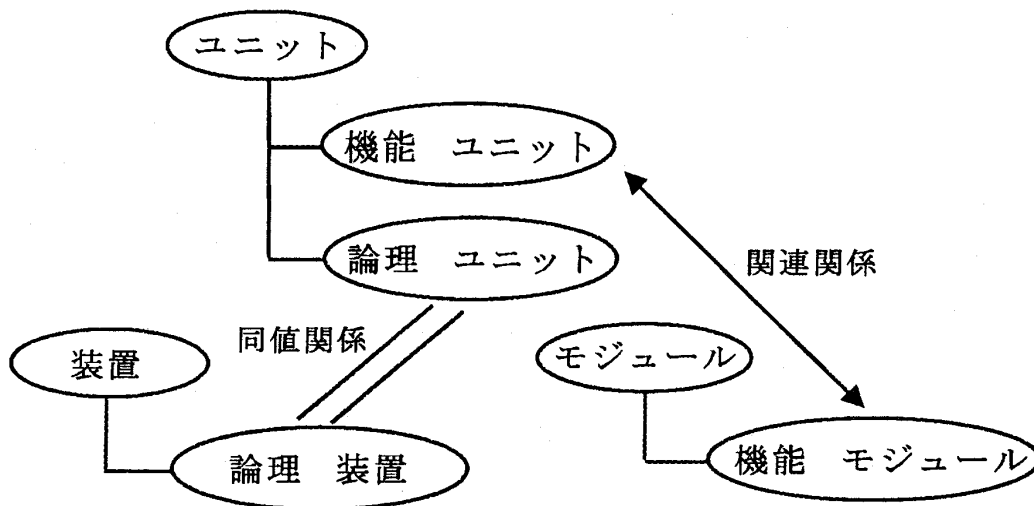 ユニット
機能 ユニット
論理 ユニット
関連関係
同値関係
装置
モジュール
論理 装置
機能 モジュール